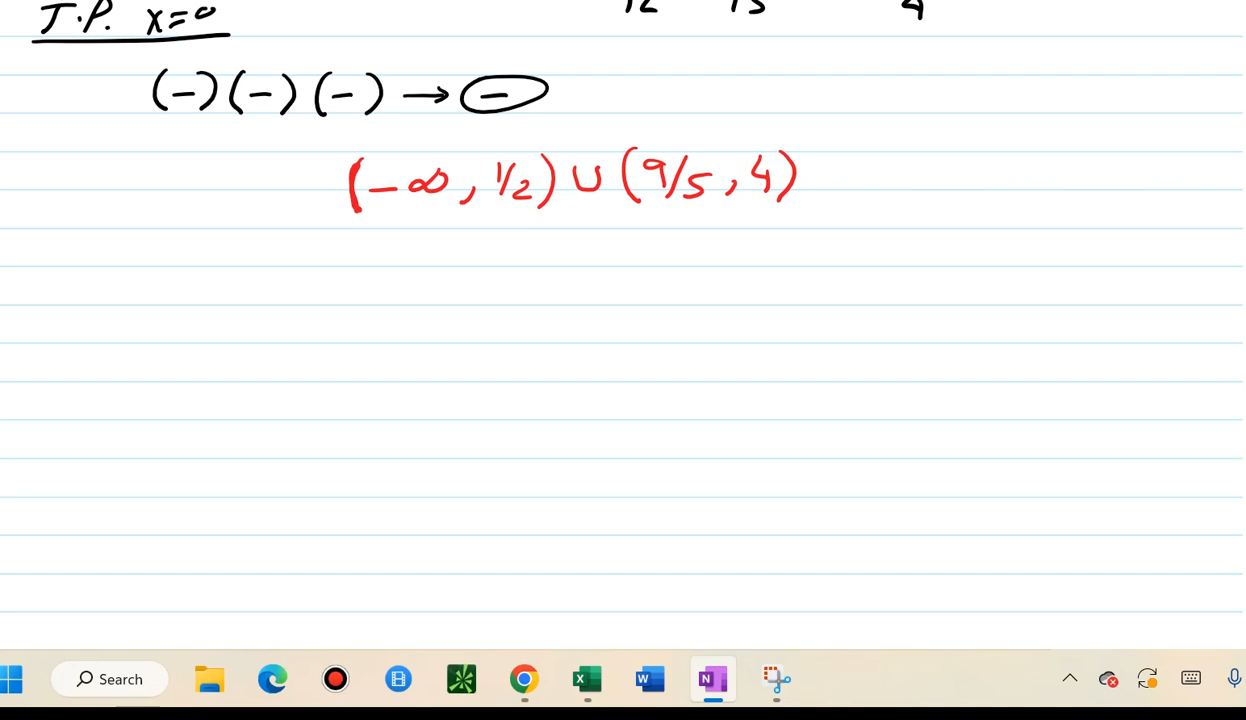 T.P. x=0
(-)(-)(-) → -
(-∞, 1/2) ∪ (9/5, 4)
Search